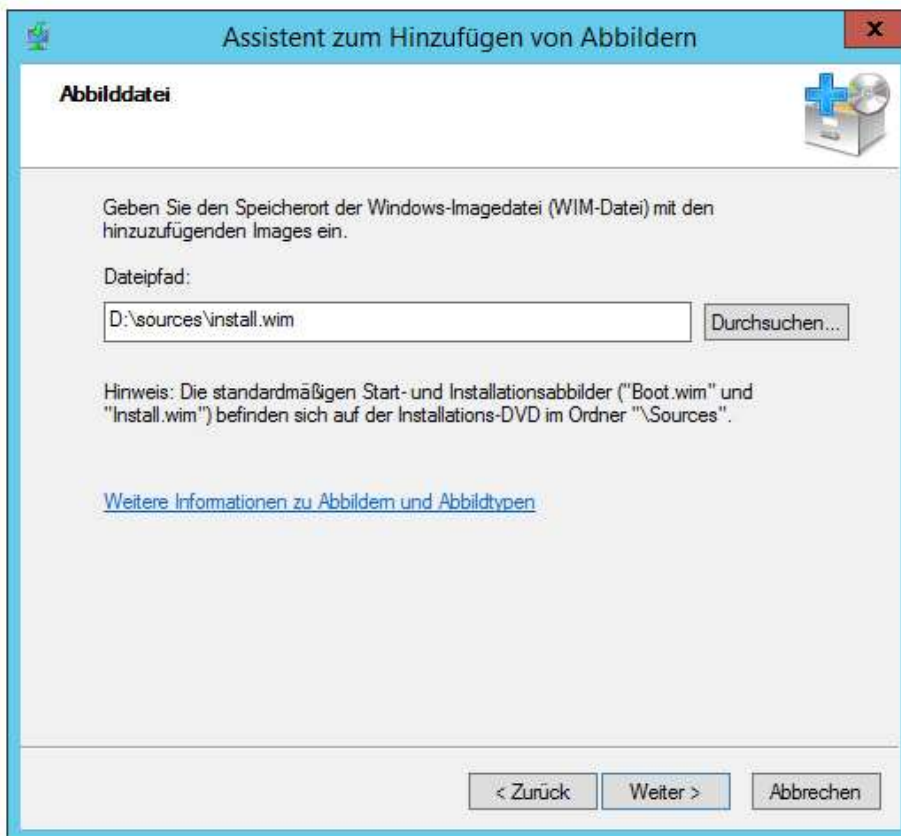 Assistent zum Hinzufügen von Abbildern
x
Abbilddatei
Geben Sie den Speicherort der Windows-Imagedatei (WIM-Datei) mit den
hinzuzufügenden Images ein.
Dateipfad:
D:\sources\install.wim
Durchsuchen...
Hinweis: Die standardmäßigen Start- und Installationsabbilder ("Boot.wim" und
"Install.wim") befinden sich auf der Installations-DVD im Ordner "\Sources".
Weitere Informationen zu Abbildern und Abbildtypen
< Zurück
Weiter >
Abbrechen